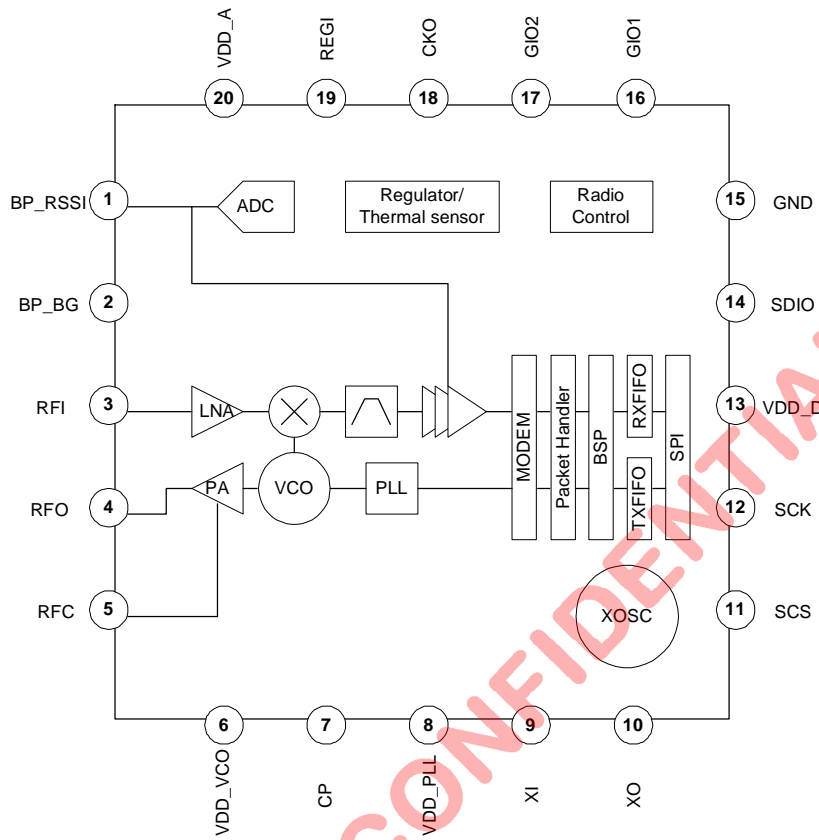 VDD_A
REGI
CKO
GIO2
GIO1
20
19
18
17
16
1
BP_RSSI
ADC
Regulator/
Thermal sensor
Radio
Control
15
GND
2
BP_BG
14
SDIO
3
RFI
LNA
MODEM
Packet Handler
BSP
RXFIFO
TXFIFO
SPI
13
VDD_D
4
RFO
PA
VCO
PLL
12
SCK
5
RFC
XOSC
11
SCS
6
7
8
9
10
VDD_VCO
CP
VDD_PLL
XI
XO
CONFIDENTIAL